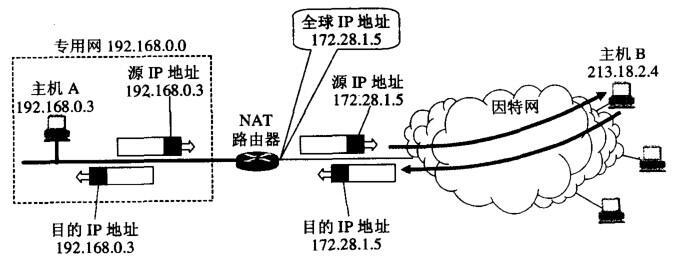 全球 IP 地址
172.28.1.5
专用网 192.168.0.0
主机 A
192.168.0.3
源 IP 地址
192.168.0.3
NAT
路由器
源 IP 地址
172.28.1.5
因特网
主机 B
213.18.2.4
目的 IP 地址
192.168.0.3
目的 IP 地址
172.28.1.5